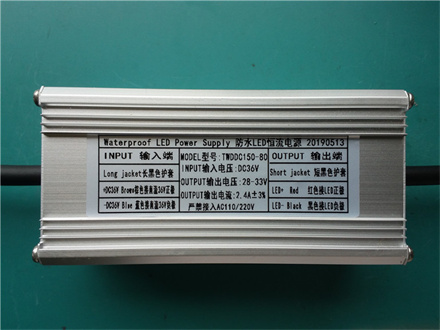 Waterproof LED Power Supply 防水LED恒流电源 20190513
INPUT 输入端
MODEL型号:TWDDC150-80
OUTPUT 输出端
Long jacket长黑色护套
INPUT输入电压:DC36V
Short jacket 短黑色护套
OUTPUT输出电压:28-33V
+DC36V Brown棕色接直流36V正极
OUTPUT输出电流:2.4A±3%
LED+ Red 红色接LED正极
-DC36V Blue 蓝色接直流36V负极
严禁接入AC110/220V
LED- Black 黑色接LED负极